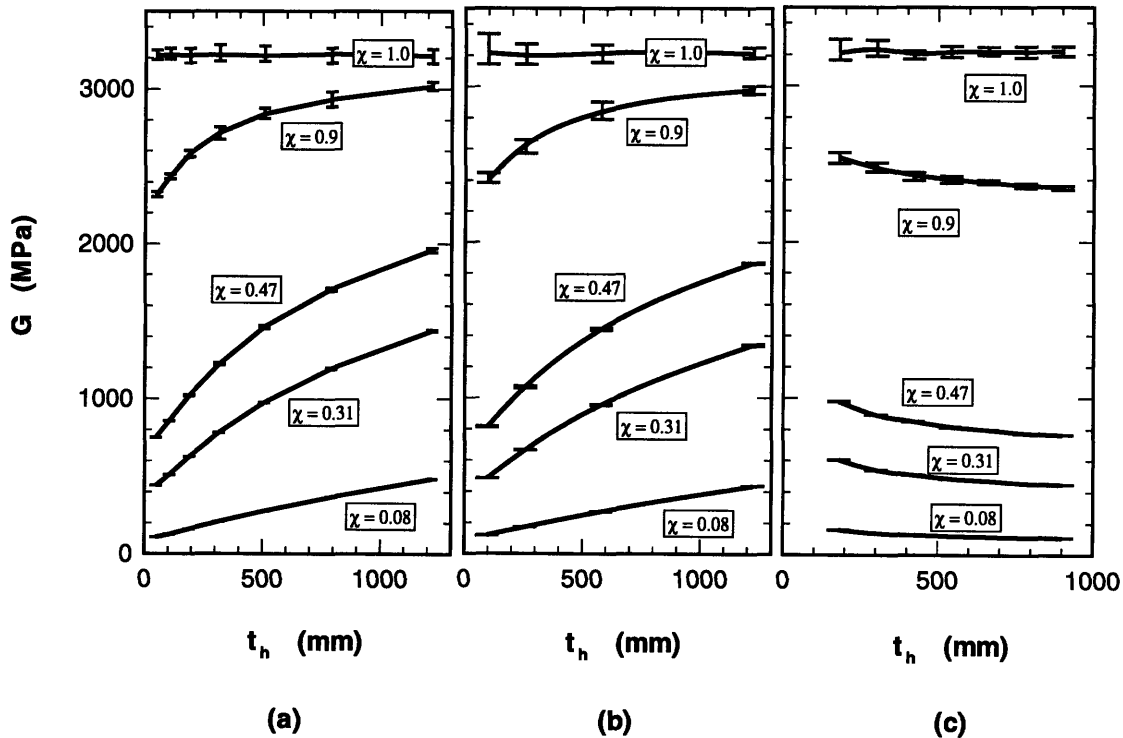 χ = 1.0
χ = 0.9
χ = 0.47
χ = 0.31
χ = 0.08
χ = 1.0
χ = 0.9
χ = 0.47
χ = 0.31
χ = 0.08
χ = 1.0
χ = 0.9
χ = 0.47
χ = 0.31
χ = 0.08
G (MPa)
3000
2000
1000
0
0 500 1000
0 500 1000
0 500 1000
t_h (mm)
t_h (mm)
t_h (mm)
(a)
(b)
(c)